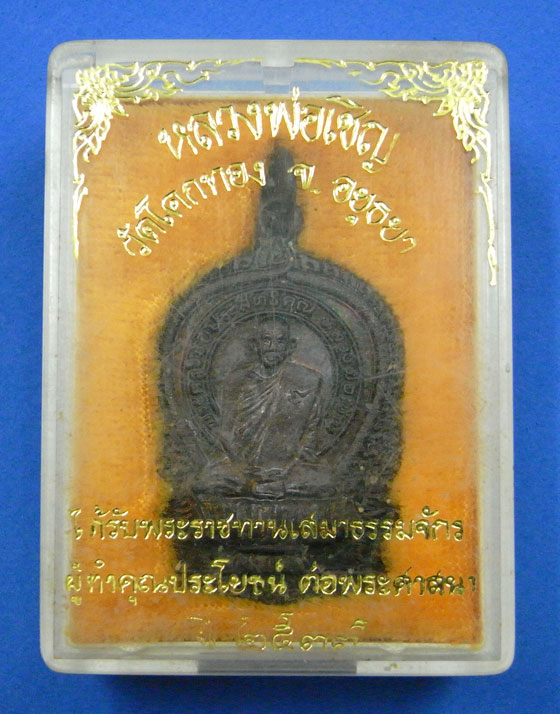 หลวงพ่อเชิญ
วัดโคกทอง จ. อยุธยา
ได้รับพระราชทานเสมาธรรมจักร
ผู้ทำคุณประโยชน์ ต่อพระศาสนา